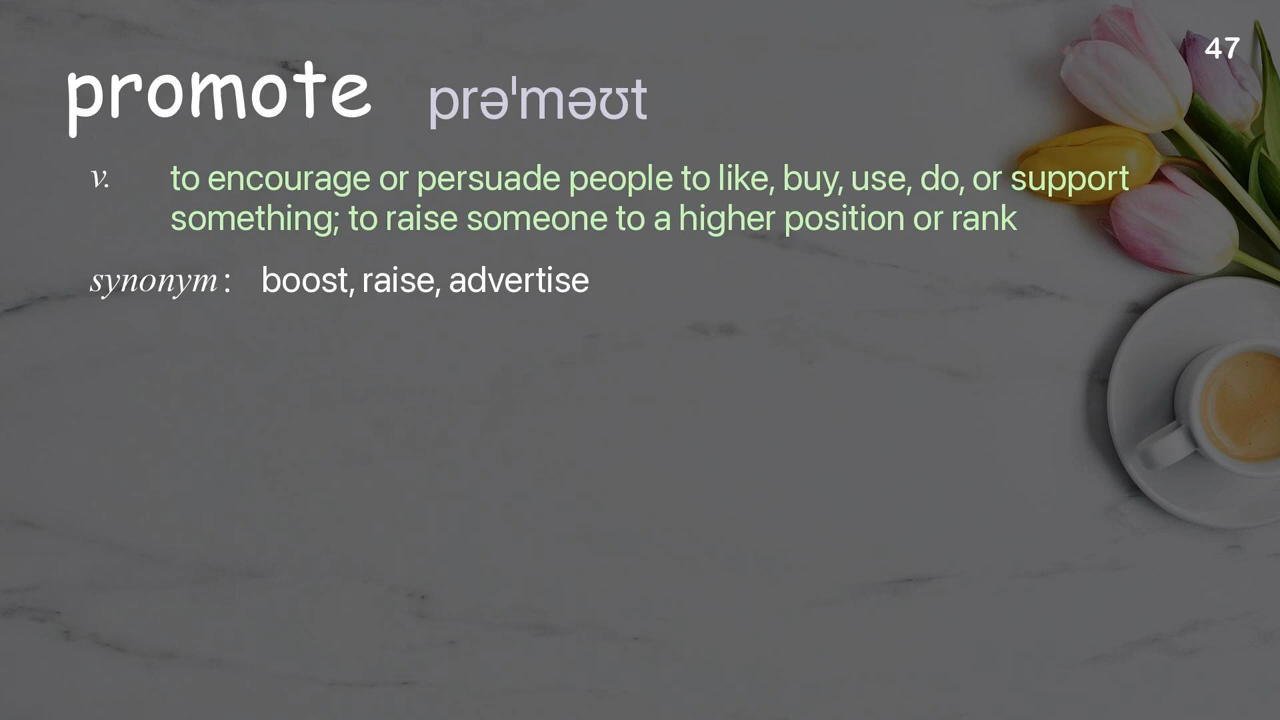 47
promote prəˈməʊt
v. to encourage or persuade people to like, buy, use, do, or support
something; to raise someone to a higher position or rank
synonym: boost, raise, advertise